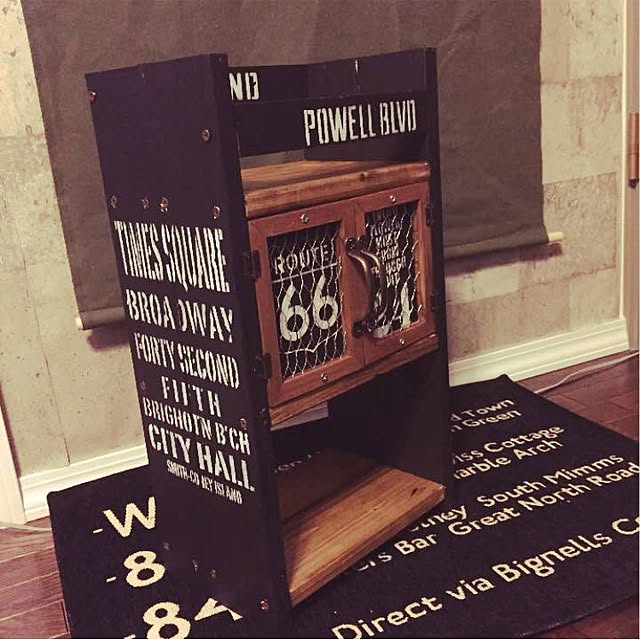 ND
POWELL BLVD
TIMES SQUARE
BROADWAY
FORTY SECOND
FIFTH
BRIGHOTN B'CH
CITY HALL
SMITH-CO NEY ISLAND
ROUTE
66
Town
Green
Cottage
Marble Arch
South Mimms
Bar Great North Road
Direct via Bignells
-W
-8
-84